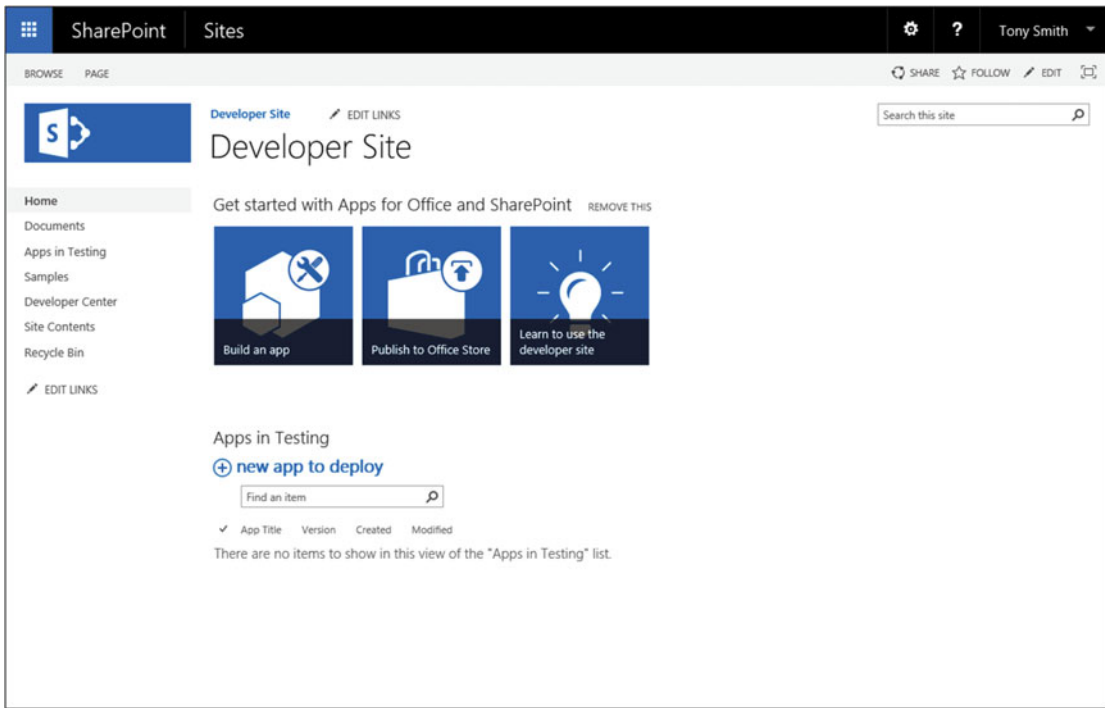 SharePoint Sites ? Tony Smith
BROWSE PAGE SHARE FOLLOW EDIT
S
Developer Site EDIT LINKS
Search this site
Developer Site
Home
Documents
Apps in Testing
Samples
Developer Center
Site Contents
Recycle Bin
EDIT LINKS
Get started with Apps for Office and SharePoint REMOVE THIS
Build an app
Publish to Office Store
Learn to use the
developer site
Apps in Testing
new app to deploy
Find an item
App Title Version Created Modified
There are no items to show in this view of the "Apps in Testing" list.